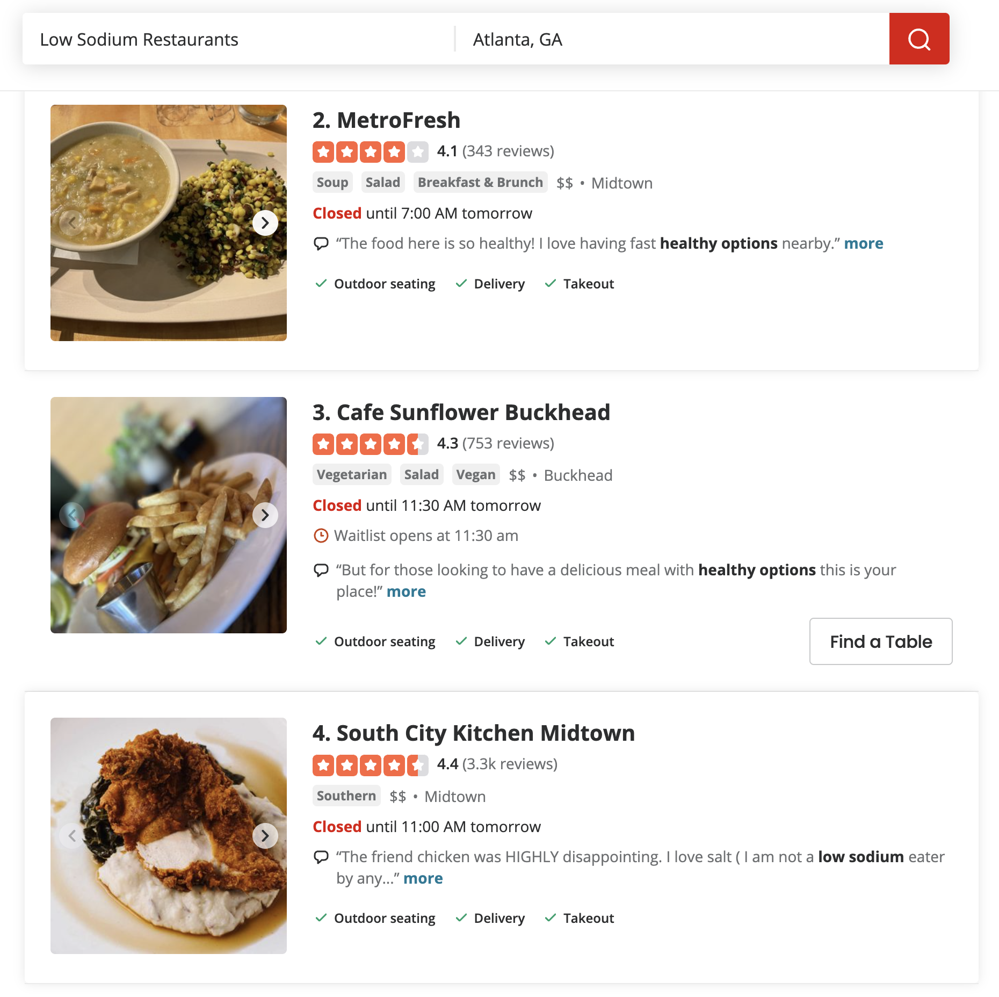 Low Sodium Restaurants
Atlanta, GA
2. MetroFresh
4.1 (343 reviews)
Soup Salad Breakfast & Brunch $$ • Midtown
Closed until 7:00 AM tomorrow
“The food here is so healthy! I love having fast healthy options nearby.” more
Outdoor seating Delivery Takeout
3. Cafe Sunflower Buckhead
4.3 (753 reviews)
Vegetarian Salad Vegan $$ • Buckhead
Closed until 11:30 AM tomorrow
Waitlist opens at 11:30 am
“But for those looking to have a delicious meal with healthy options this is your
place!” more
Outdoor seating Delivery Takeout
Find a Table
4. South City Kitchen Midtown
4.4 (3.3k reviews)
Southern $$ • Midtown
Closed until 11:00 AM tomorrow
“The friend chicken was HIGHLY disappointing. I love salt ( I am not a low sodium eater
by any...” more
Outdoor seating Delivery Takeout